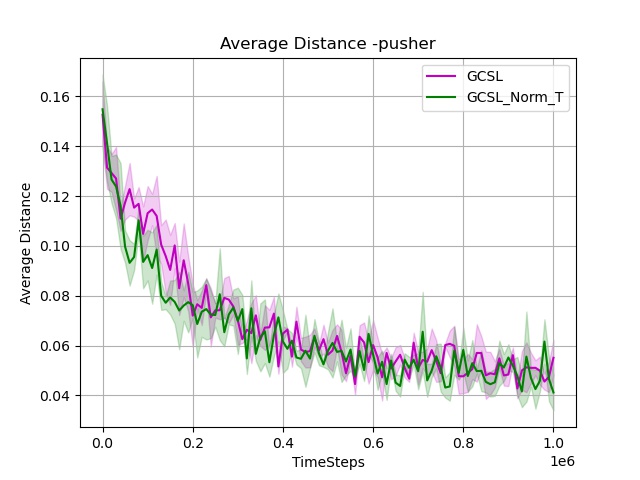 Average Distance -pusher
GCSL
GCSL_Norm_T
Average Distance
0.16
0.14
0.12
0.10
0.08
0.06
0.04
0.0 0.2 0.4 0.6 0.8 1.0
1e6
TimeSteps